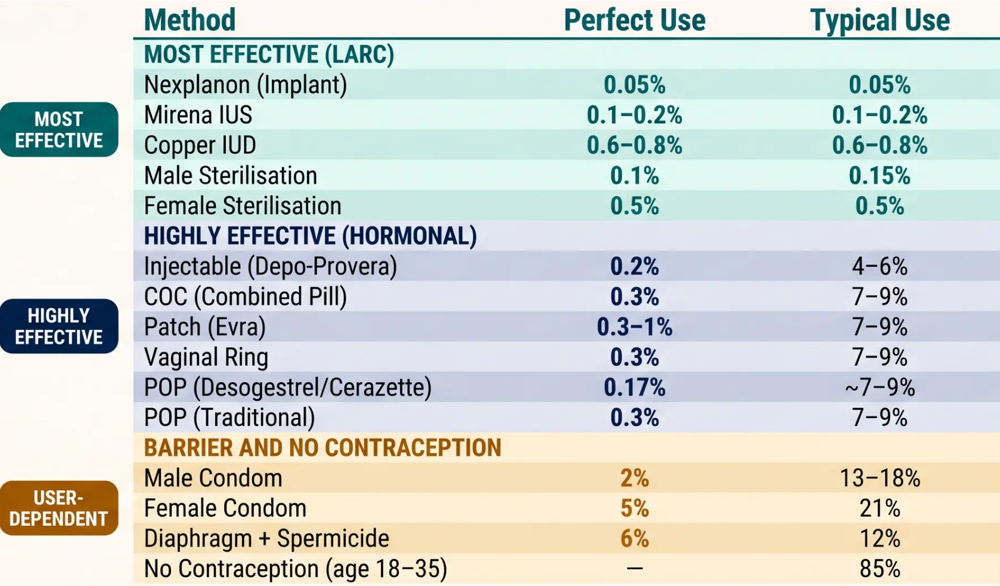 Method Perfect Use Typical Use
MOST EFFECTIVE (LARC)
Nexplanon (Implant) 0.05% 0.05%
Mirena IUS 0.1–0.2% 0.1–0.2%
Copper IUD 0.6–0.8% 0.6–0.8%
Male Sterilisation 0.1% 0.15%
Female Sterilisation 0.5% 0.5%
MOST
EFFECTIVE
HIGHLY EFFECTIVE (HORMONAL)
Injectable (Depo-Provera) 0.2% 4–6%
COC (Combined Pill) 0.3% 7–9%
Patch (Evra) 0.3–1% 7–9%
Vaginal Ring 0.3% 7–9%
POP (Desogestrel/Cerazette) 0.17% ~7–9%
POP (Traditional) 0.3% 7–9%
HIGHLY
EFFECTIVE
BARRIER AND NO CONTRACEPTION
Male Condom 2% 13–18%
Female Condom 5% 21%
Diaphragm + Spermicide 6% 12%
No Contraception (age 18–35) — 85%
USER-
DEPENDENT